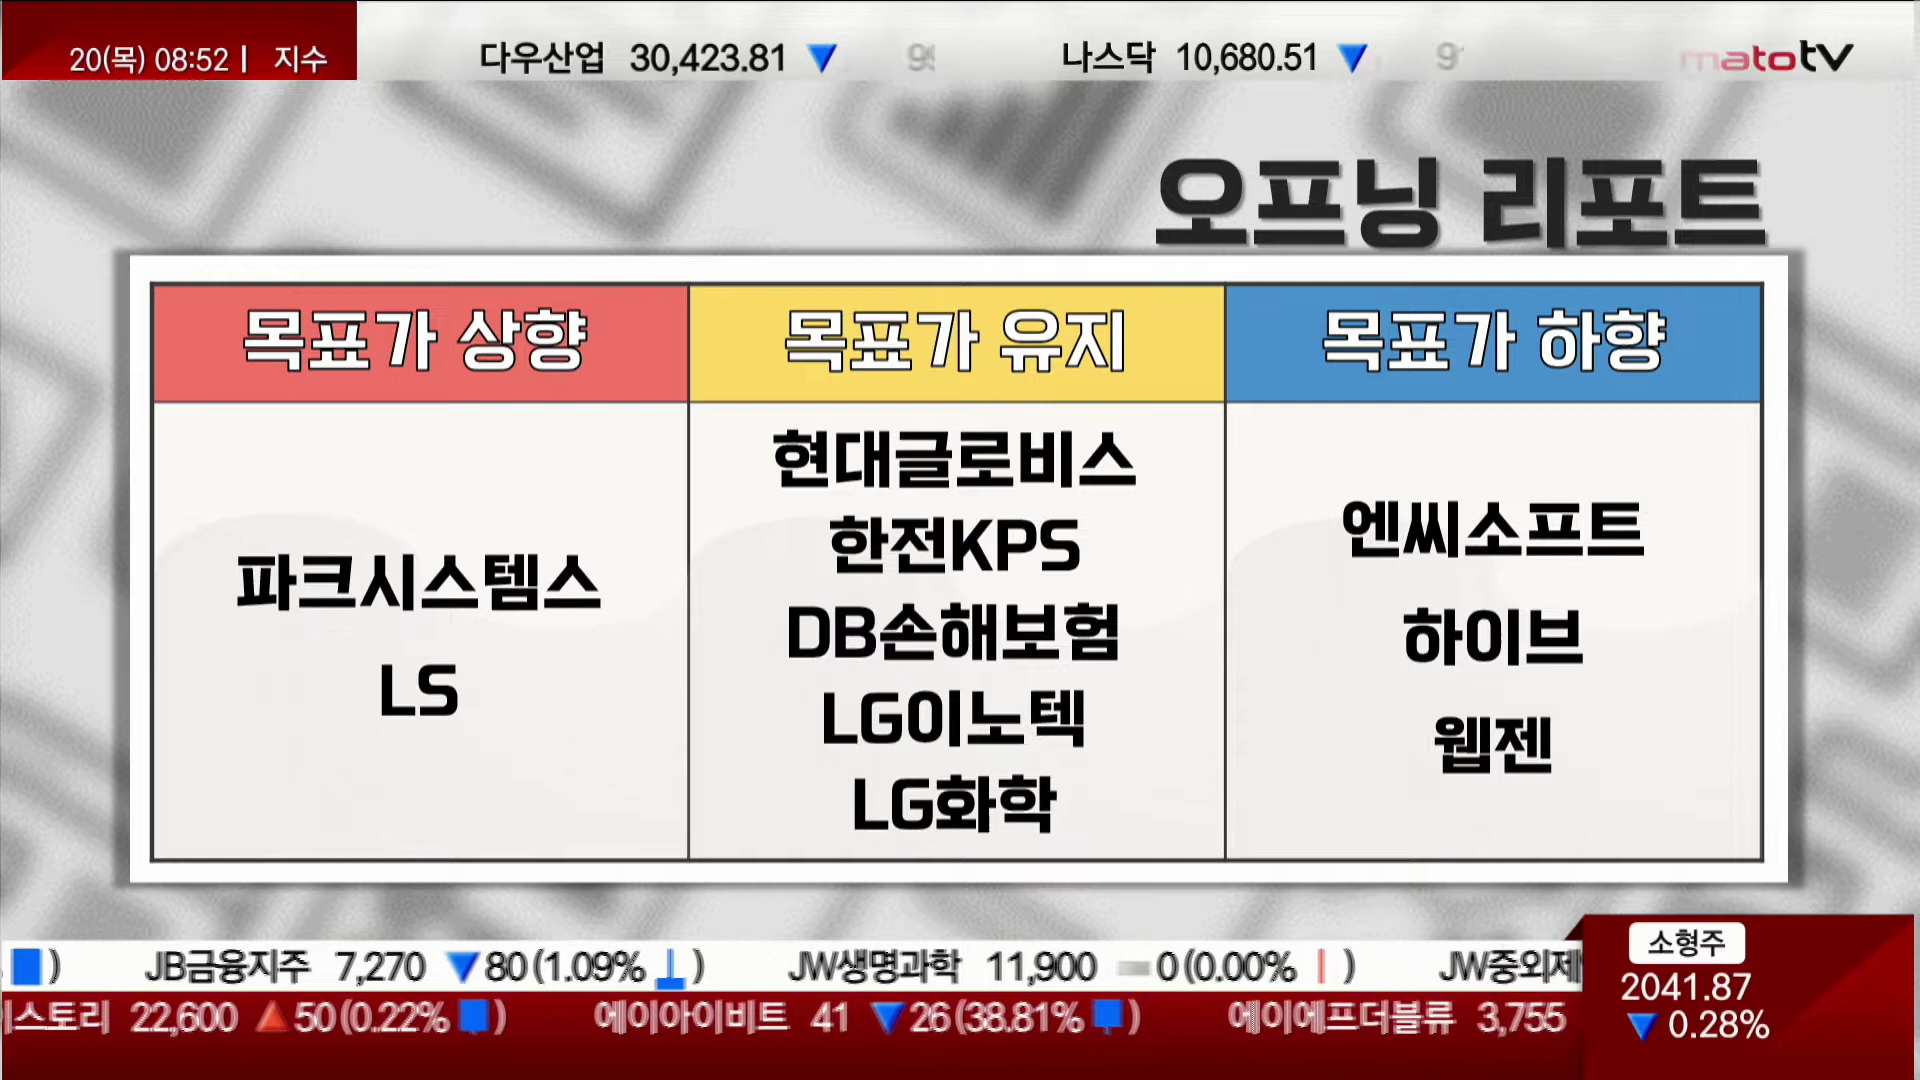 20(목) 08:52 | 지수
다우산업 30,423.81 ▼
나스닥 10,680.51 ▼
matotv
오프닝 리포트
목표가 상향
파크시스템스
LS
목표가 유지
현대글로비스
한전KPS
DB손해보험
LG이노텍
LG화학
목표가 하향
엔씨소프트
하이브
웹젠
) JB금융지주 7,270 ▼80(1.09% ) JW생명과학 11,900 0(0.00% ) JW중외제
스토리 22,600 ▲50(0.22% ) 에이아이비트 41 ▼26(38.81% ) 에이에프더블류 3,755
소형주
2041.87
▼ 0.28%